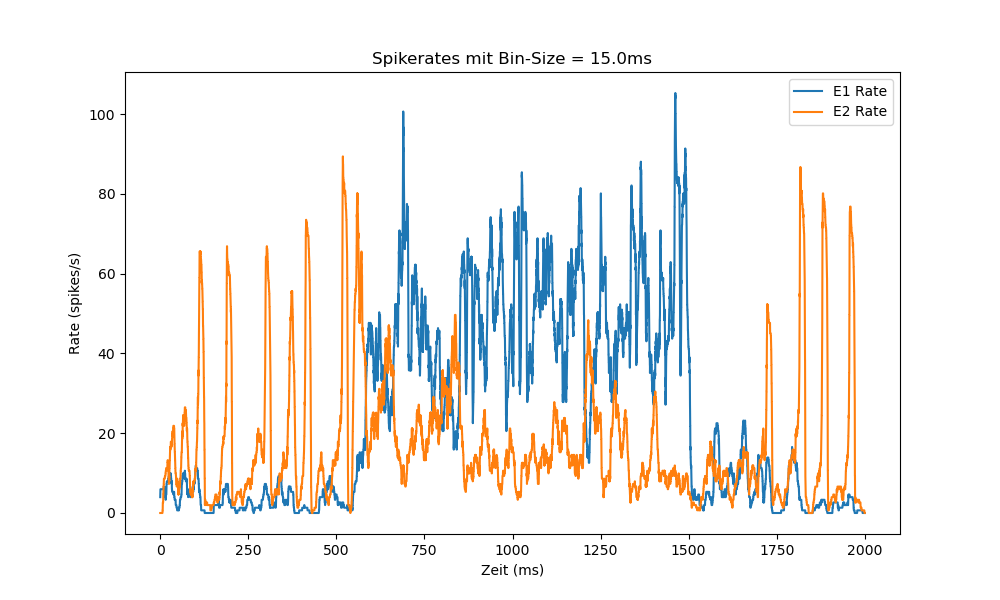 Spikerates mit Bin-Size = 15.0ms
E1 Rate
E2 Rate
100
80
60
40
20
0
Rate (spikes/s)
0 250 500 750 1000 1250 1500 1750 2000
Zeit (ms)